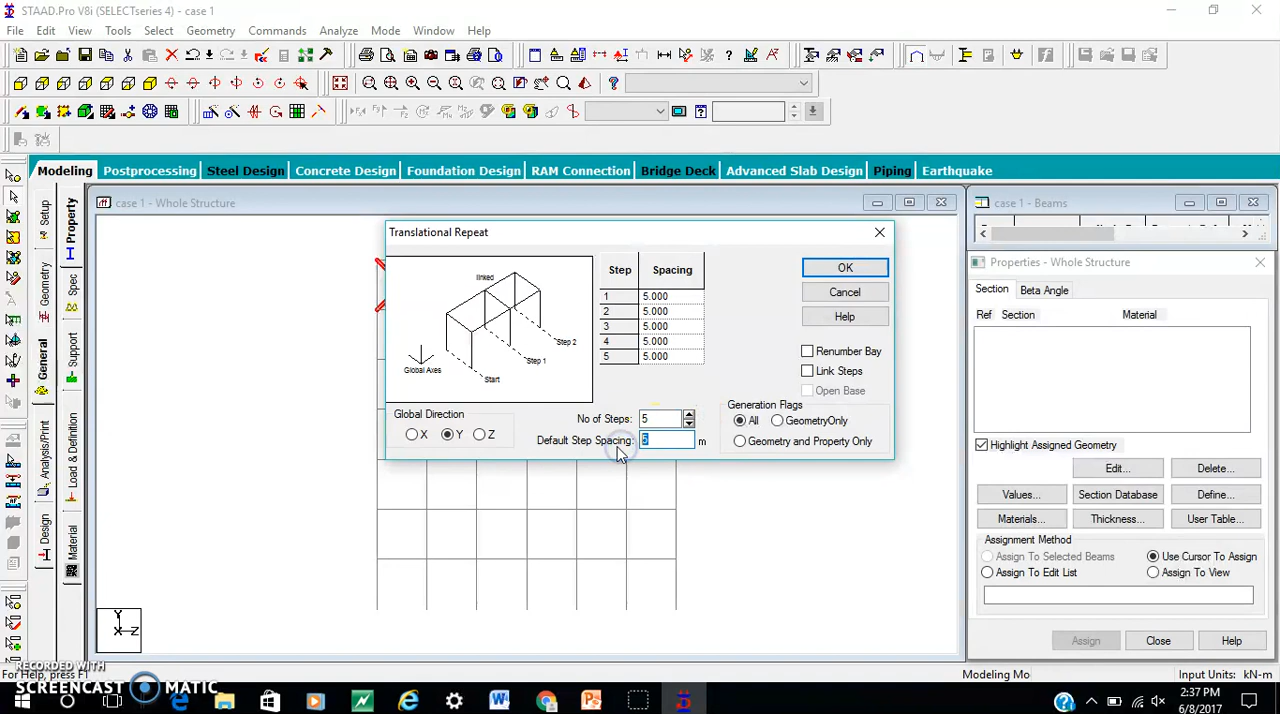 STAAD.Pro V8i (SELECTseries 4) - case 1
File Edit View Tools Select Geometry Commands Analyze Mode Window Help
Modeling Postprocessing Steel Design Concrete Design Foundation Design RAM Connection Bridge Deck Advanced Slab Design Piping Earthquake
case 1 - Whole Structure
case 1 - Beams
Setup
Geometry
General
Analysis/Print
Design
Property
Spec
Support
Load & Definition
Material
Translational Repeat
linked
Step 2
Step 1
Start
Global Axes
Step Spacing
1 5.000
2 5.000
3 5.000
4 5.000
5 5.000
OK
Cancel
Help
Renumber Bay
Link Steps
Open Base
Global Direction
X Y Z
No of Steps: 5
Default Step Spacing: 5 m
Generation Flags
All GeometryOnly
Geometry and Property Only
Properties - Whole Structure
Section Beta Angle
Ref Section Material
Highlight Assigned Geometry
Edit... Delete...
Values... Section Database Define...
Materials... Thickness... User Table...
Assignment Method
Assign To Selected Beams Use Cursor To Assign
Assign To Edit List Assign To View
Assign Close Help
Y
X Z
RECORDED WITH
SCREENCAST MATIC
For Help, press F1
Modeling Mo
Input Units: kN-
2:37 PM
6/8/2017